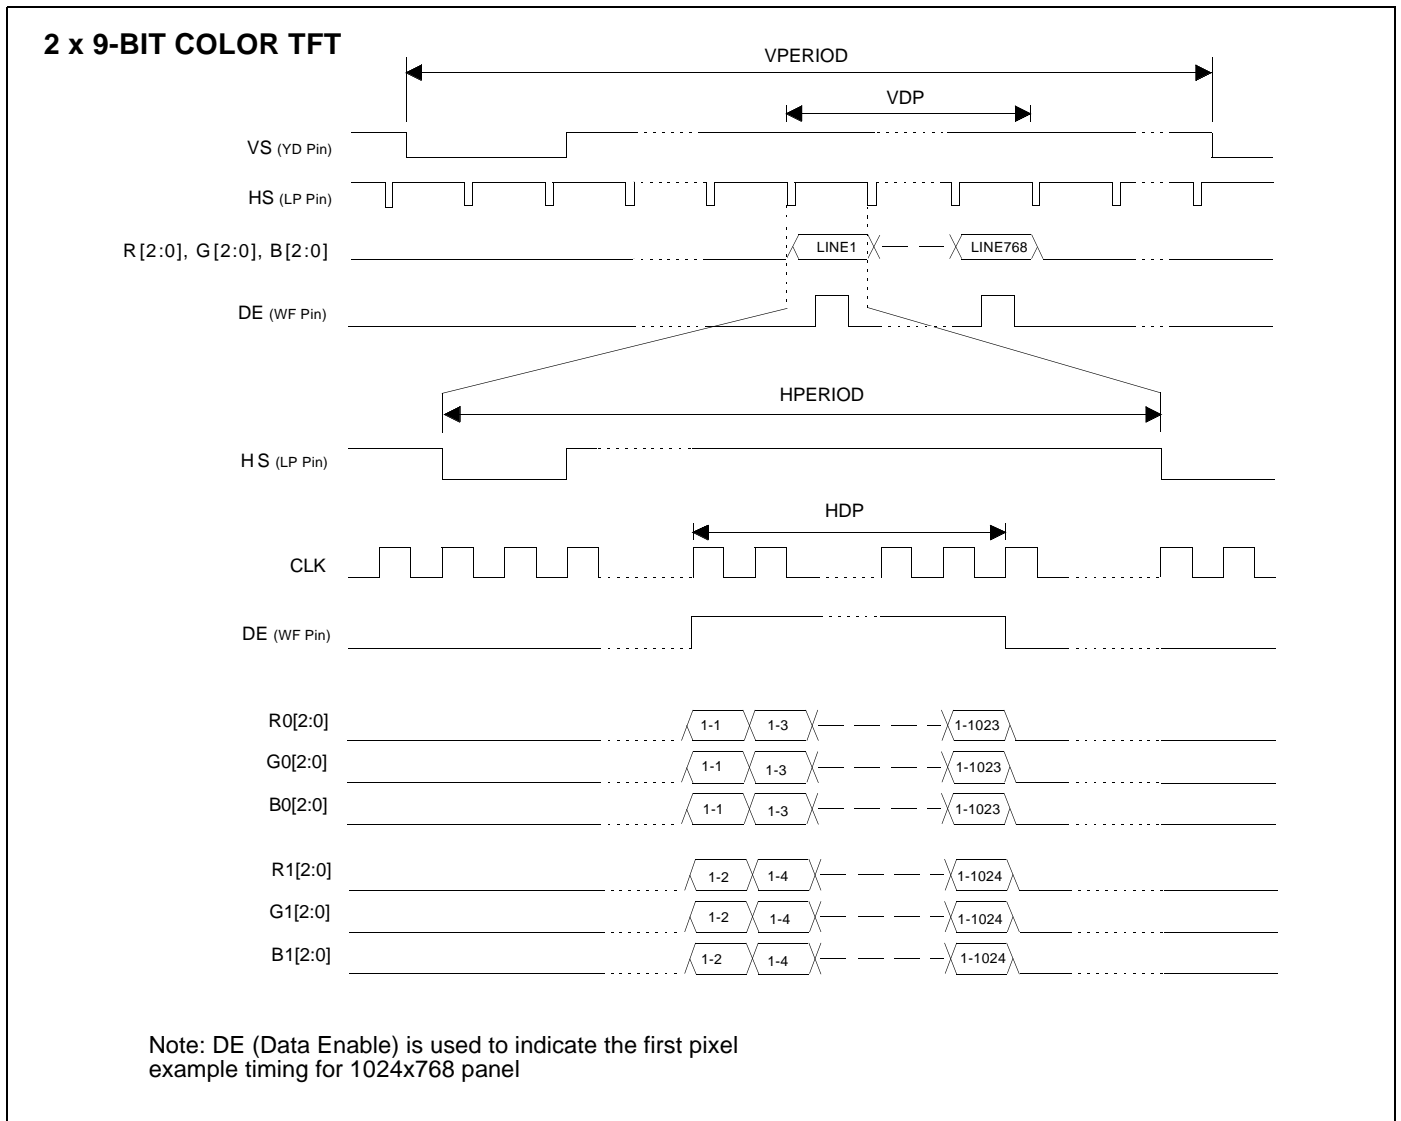 2 x 9-BIT COLOR TFT
VPERIOD
VDP
VS (YD Pin)
HS (LP Pin)
R[2:0], G[2:0], B[2:0]
LINE1
LINE768
DE (WF Pin)
HPERIOD
HS (LP Pin)
HDP
CLK
DE (WF Pin)
R0[2:0]
1-1
1-3
1-1023
G0[2:0]
1-1
1-3
1-1023
B0[2:0]
1-1
1-3
1-1023
R1[2:0]
1-2
1-4
1-1024
G1[2:0]
1-2
1-4
1-1024
B1[2:0]
1-2
1-4
1-1024
Note: DE (Data Enable) is used to indicate the first pixel
example timing for 1024x768 panel